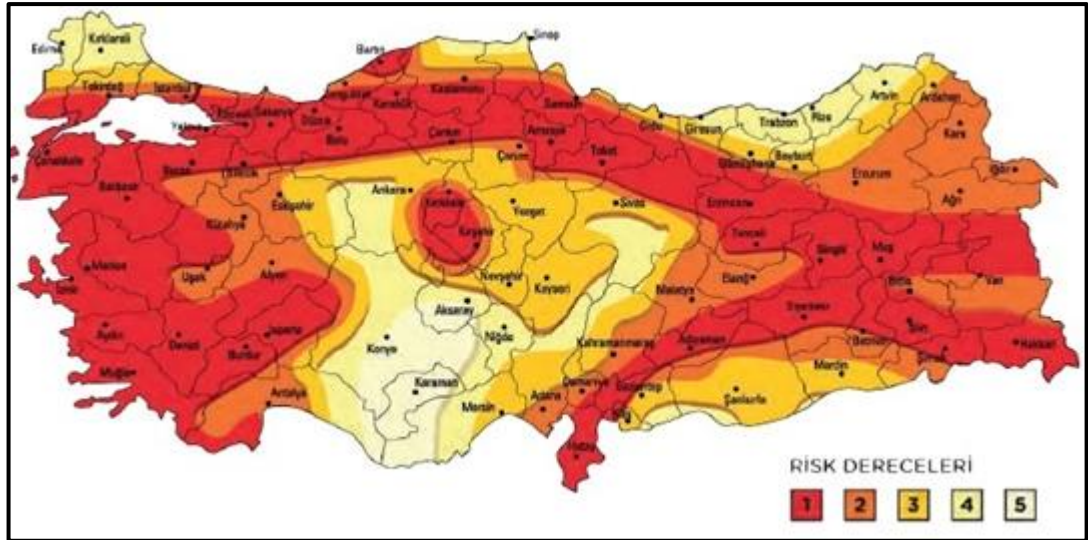 Sinop
Bartın
Edirne
Kırklareli
Tekirdağ
İstanbul
Kastamonu
Karabük
Samsun
Artvin
Ardahan
Rize
Trabzon
Giresun
Ordu
Kars
Yalova
Sakarya
Düzce
Bolu
Çankırı
Amasya
Çorum
Tokat
Gümüşhane
Bayburt
Erzurum
Iğdır
Ağrı
Çanakkale
Bursa
Bilecik
Balıkesir
Eskişehir
Ankara
Kırıkkale
Yozgat
Sivas
Erzincan
Kütahya
Kırşehir
Tunceli
Bingöl
Muş
Manisa
İzmir
Uşak
Afyon
Nevşehir
Kayseri
Malatya
Elazığ
Bitlis
Van
Aksaray
Diyarbakır
Siirt
Aydın
Denizli
Isparta
Burdur
Konya
Niğde
Kahramanmaraş
Adıyaman
Batman
Şırnak
Hakkari
Muğla
Antalya
Karaman
Mersin
Adana
Osmaniye
Gaziantep
Kilis
Şanlıurfa
Mardin
Hatay
RİSK DERECELERİ
1 2 3 4 5